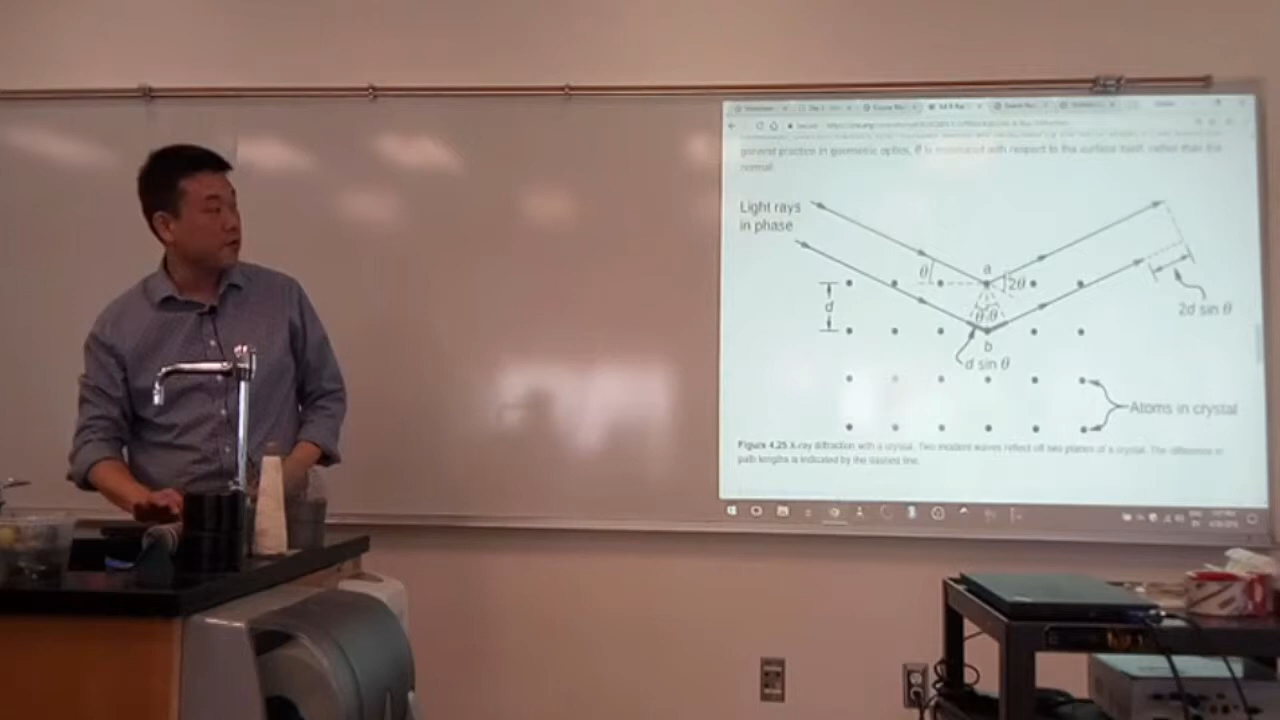 general practice in geometric optics, θ is measured with respect to the surface itself, rather than the
normal.
Light rays
in phase
θ
a
2θ
d
θ θ
2d sin θ
b
d sin θ
Atoms in crystal
Figure 4.25 X-ray diffraction with a crystal. Two incident waves reflect off two planes of a crystal. The difference in
path lengths is indicated by the dashed line.